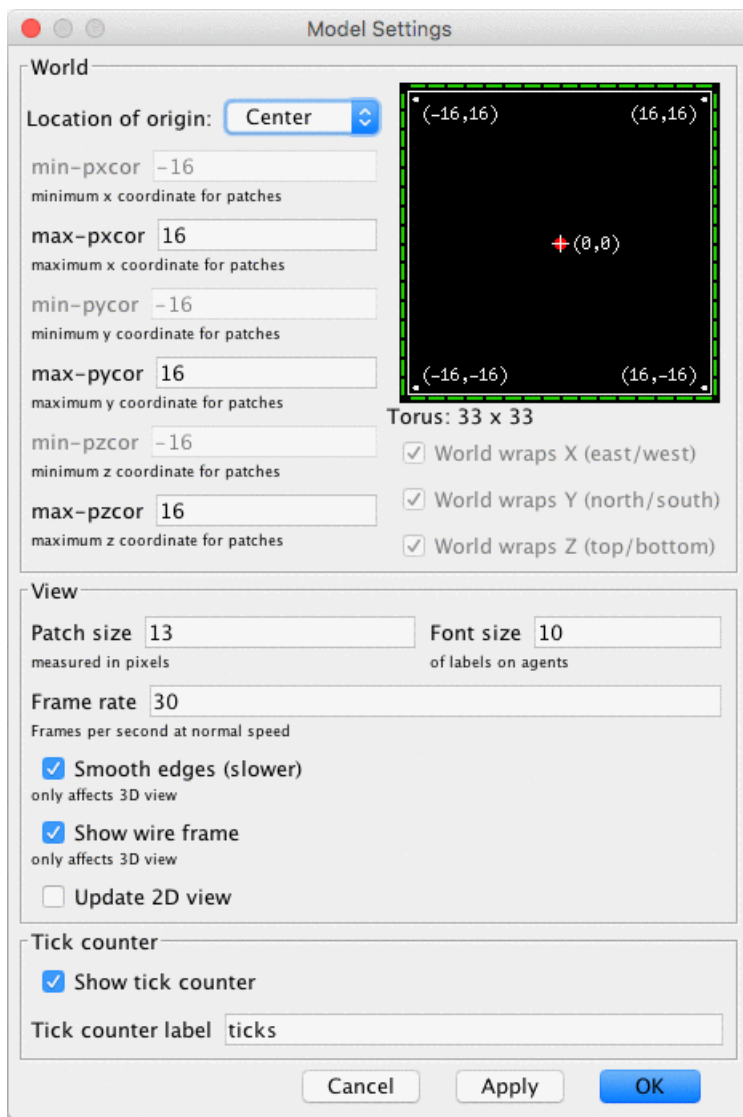 Model Settings
World
Location of origin: Center
min-pxcor -16
minimum x coordinate for patches
max-pxcor 16
maximum x coordinate for patches
min-pycor -16
minimum y coordinate for patches
max-pycor 16
maximum y coordinate for patches
min-pzcor -16
minimum z coordinate for patches
max-pzcor 16
maximum z coordinate for patches
(-16,16) (16,16)
(0,0)
(-16,-16) (16,-16)
Torus: 33 x 33
World wraps X (east/west)
World wraps Y (north/south)
World wraps Z (top/bottom)
View
Patch size 13
measured in pixels
Font size 10
of labels on agents
Frame rate 30
Frames per second at normal speed
Smooth edges (slower)
only affects 3D view
Show wire frame
only affects 3D view
Update 2D view
Tick counter
Show tick counter
Tick counter label ticks
Cancel Apply OK